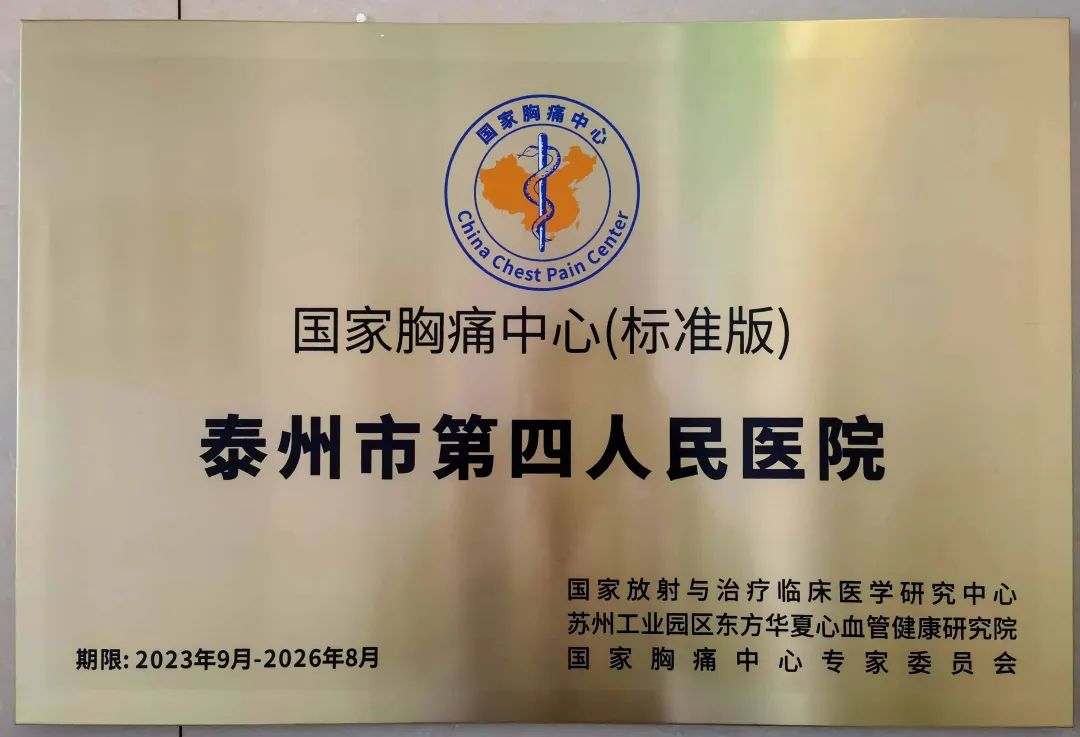 国家胸痛中心
China Chest Pain Center
国家胸痛中心(标准版)
泰州市第四人民医院
国家放射与治疗临床医学研究中心
苏州工业园区东方华夏心血管健康研究院
国家胸痛中心专家委员会
期限: 2023年9月-2026年8月